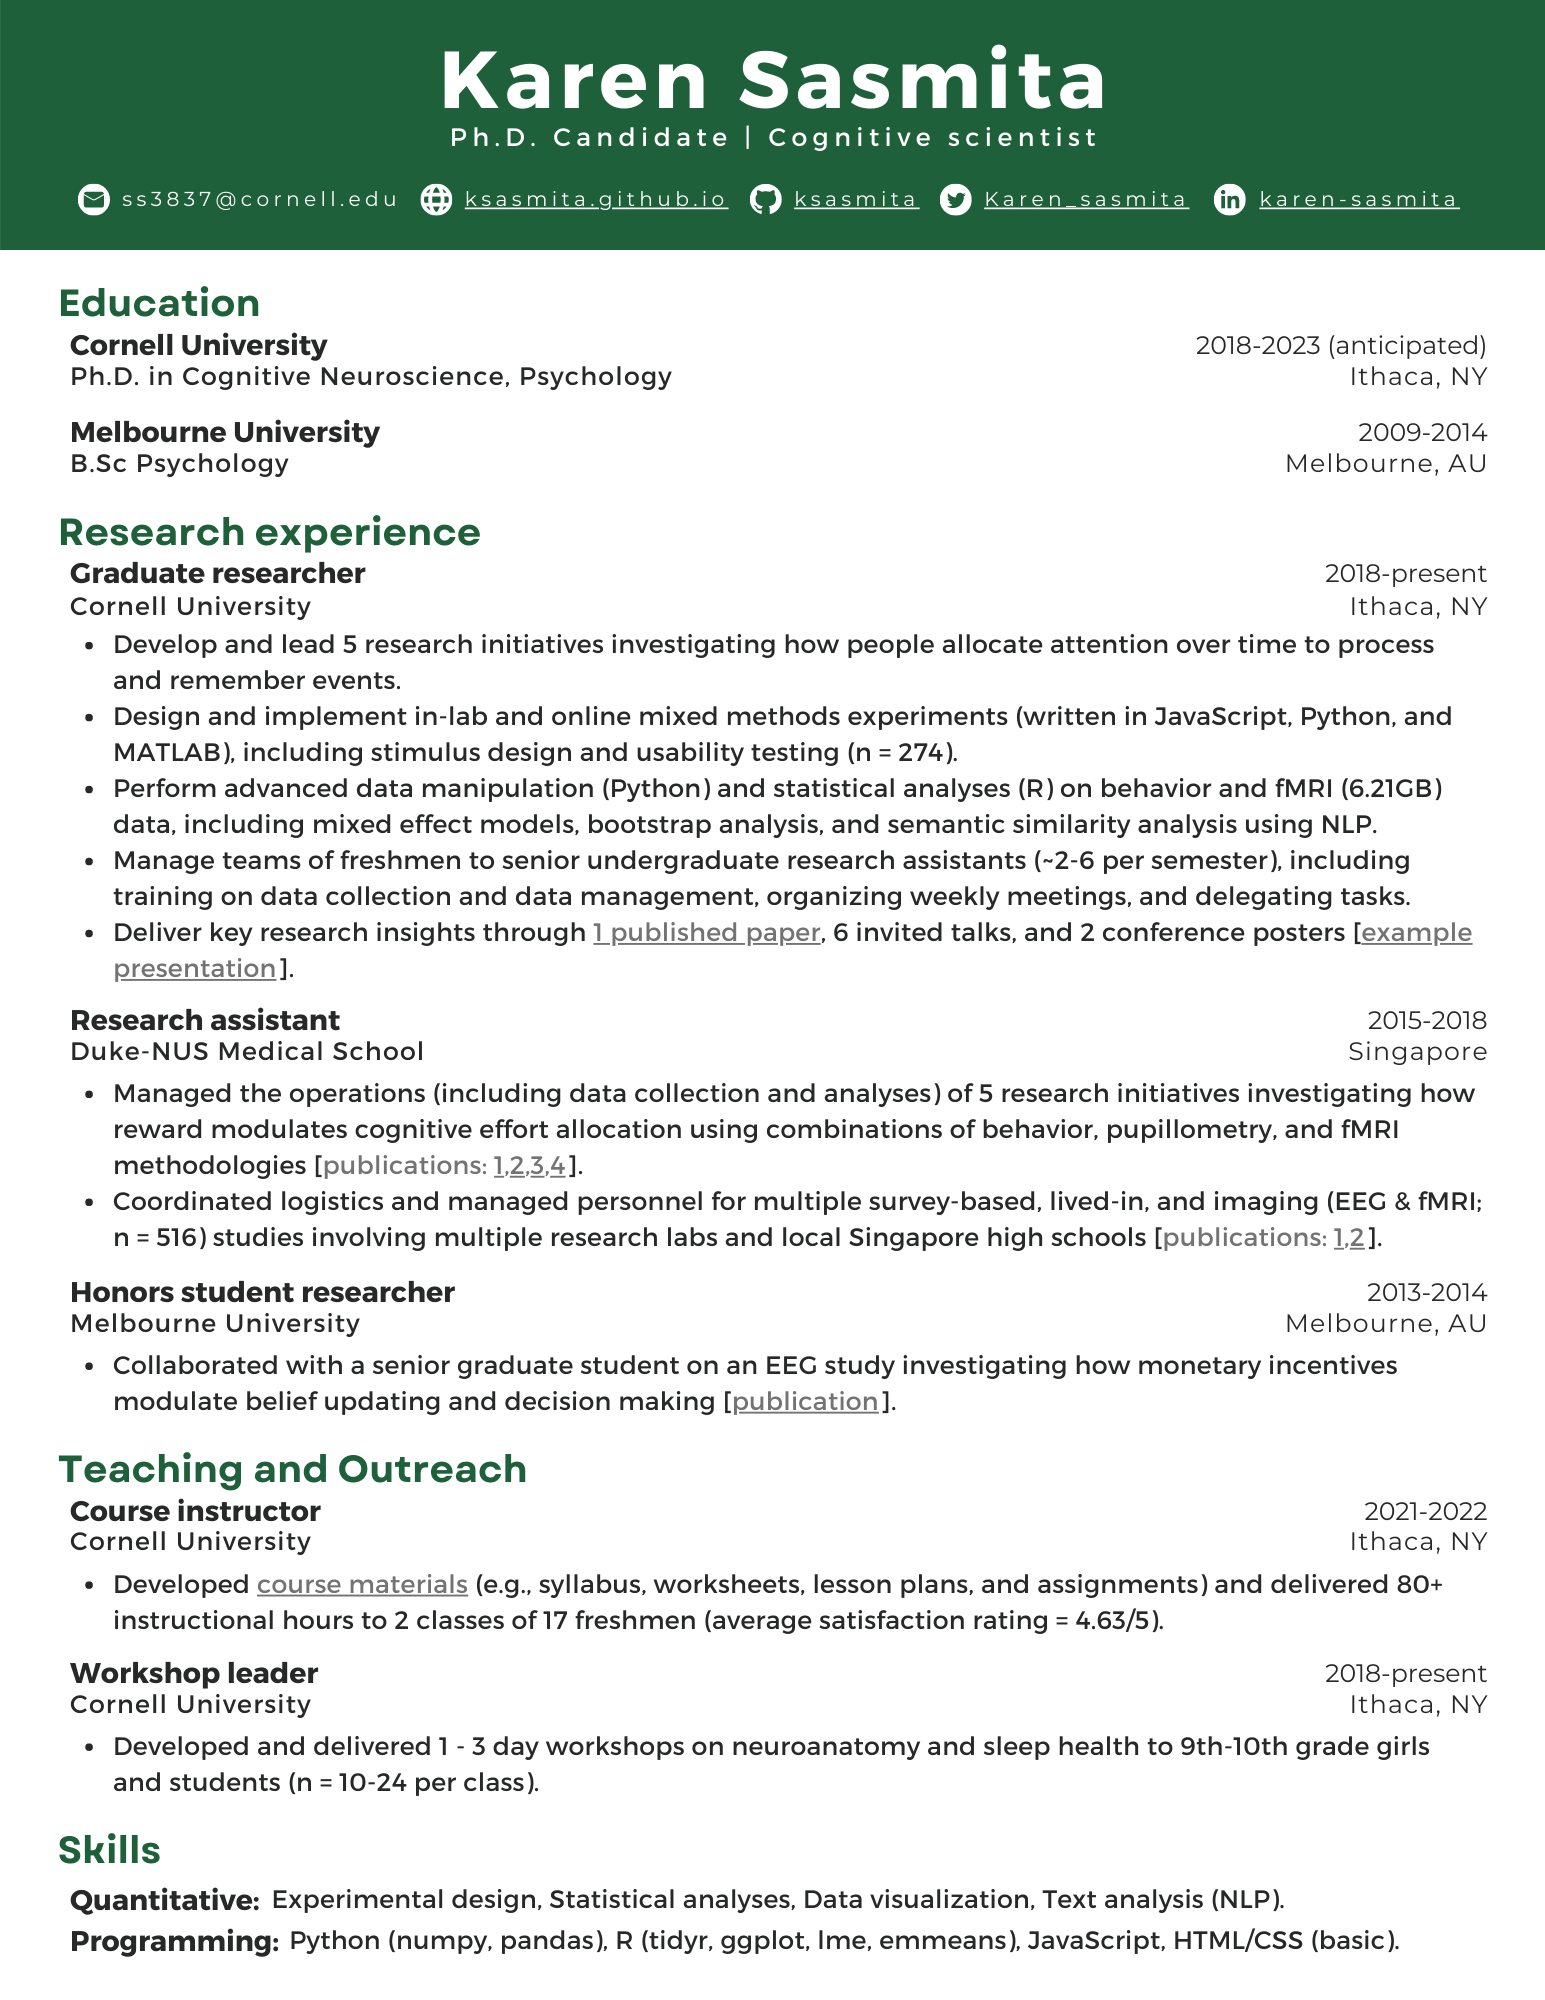 Karen Sasmita
Ph.D. Candidate | Cognitive scientist
ss3837@cornell.edu ksasmita.github.io ksasmita Karen_sasmita karen-sasmita
Education
Cornell University 2018-2023 (anticipated)
Ph.D. in Cognitive Neuroscience, Psychology Ithaca, NY
Melbourne University 2009-2014
B.Sc Psychology Melbourne, AU
Research experience
Graduate researcher 2018-present
Cornell University Ithaca, NY
• Develop and lead 5 research initiatives investigating how people allocate attention over time to process
and remember events.
• Design and implement in-lab and online mixed methods experiments (written in JavaScript, Python, and
MATLAB), including stimulus design and usability testing (n = 274).
• Perform advanced data manipulation (Python) and statistical analyses (R) on behavior and fMRI (6.21GB)
data, including mixed effect models, bootstrap analysis, and semantic similarity analysis using NLP.
• Manage teams of freshmen to senior undergraduate research assistants (~2-6 per semester), including
training on data collection and data management, organizing weekly meetings, and delegating tasks.
• Deliver key research insights through 1 published paper, 6 invited talks, and 2 conference posters [example
presentation].
Research assistant 2015-2018
Duke-NUS Medical School Singapore
• Managed the operations (including data collection and analyses) of 5 research initiatives investigating how
reward modulates cognitive effort allocation using combinations of behavior, pupillometry, and fMRI
methodologies [publications: 1,2,3,4].
• Coordinated logistics and managed personnel for multiple survey-based, lived-in, and imaging (EEG & fMRI;
n = 516) studies involving multiple research labs and local Singapore high schools [publications: 1,2].
Honors student researcher 2013-2014
Melbourne University Melbourne, AU
• Collaborated with a senior graduate student on an EEG study investigating how monetary incentives
modulate belief updating and decision making [publication].
Teaching and Outreach
Course instructor 2021-2022
Cornell University Ithaca, NY
• Developed course materials (e.g., syllabus, worksheets, lesson plans, and assignments) and delivered 80+
instructional hours to 2 classes of 17 freshmen (average satisfaction rating = 4.63/5).
Workshop leader 2018-present
Cornell University Ithaca, NY
• Developed and delivered 1 - 3 day workshops on neuroanatomy and sleep health to 9th-10th grade girls
and students (n = 10-24 per class).
Skills
Quantitative: Experimental design, Statistical analyses, Data visualization, Text analysis (NLP).
Programming: Python (numpy, pandas), R (tidyr, ggplot, lme, emmeans), JavaScript, HTML/CSS (basic).